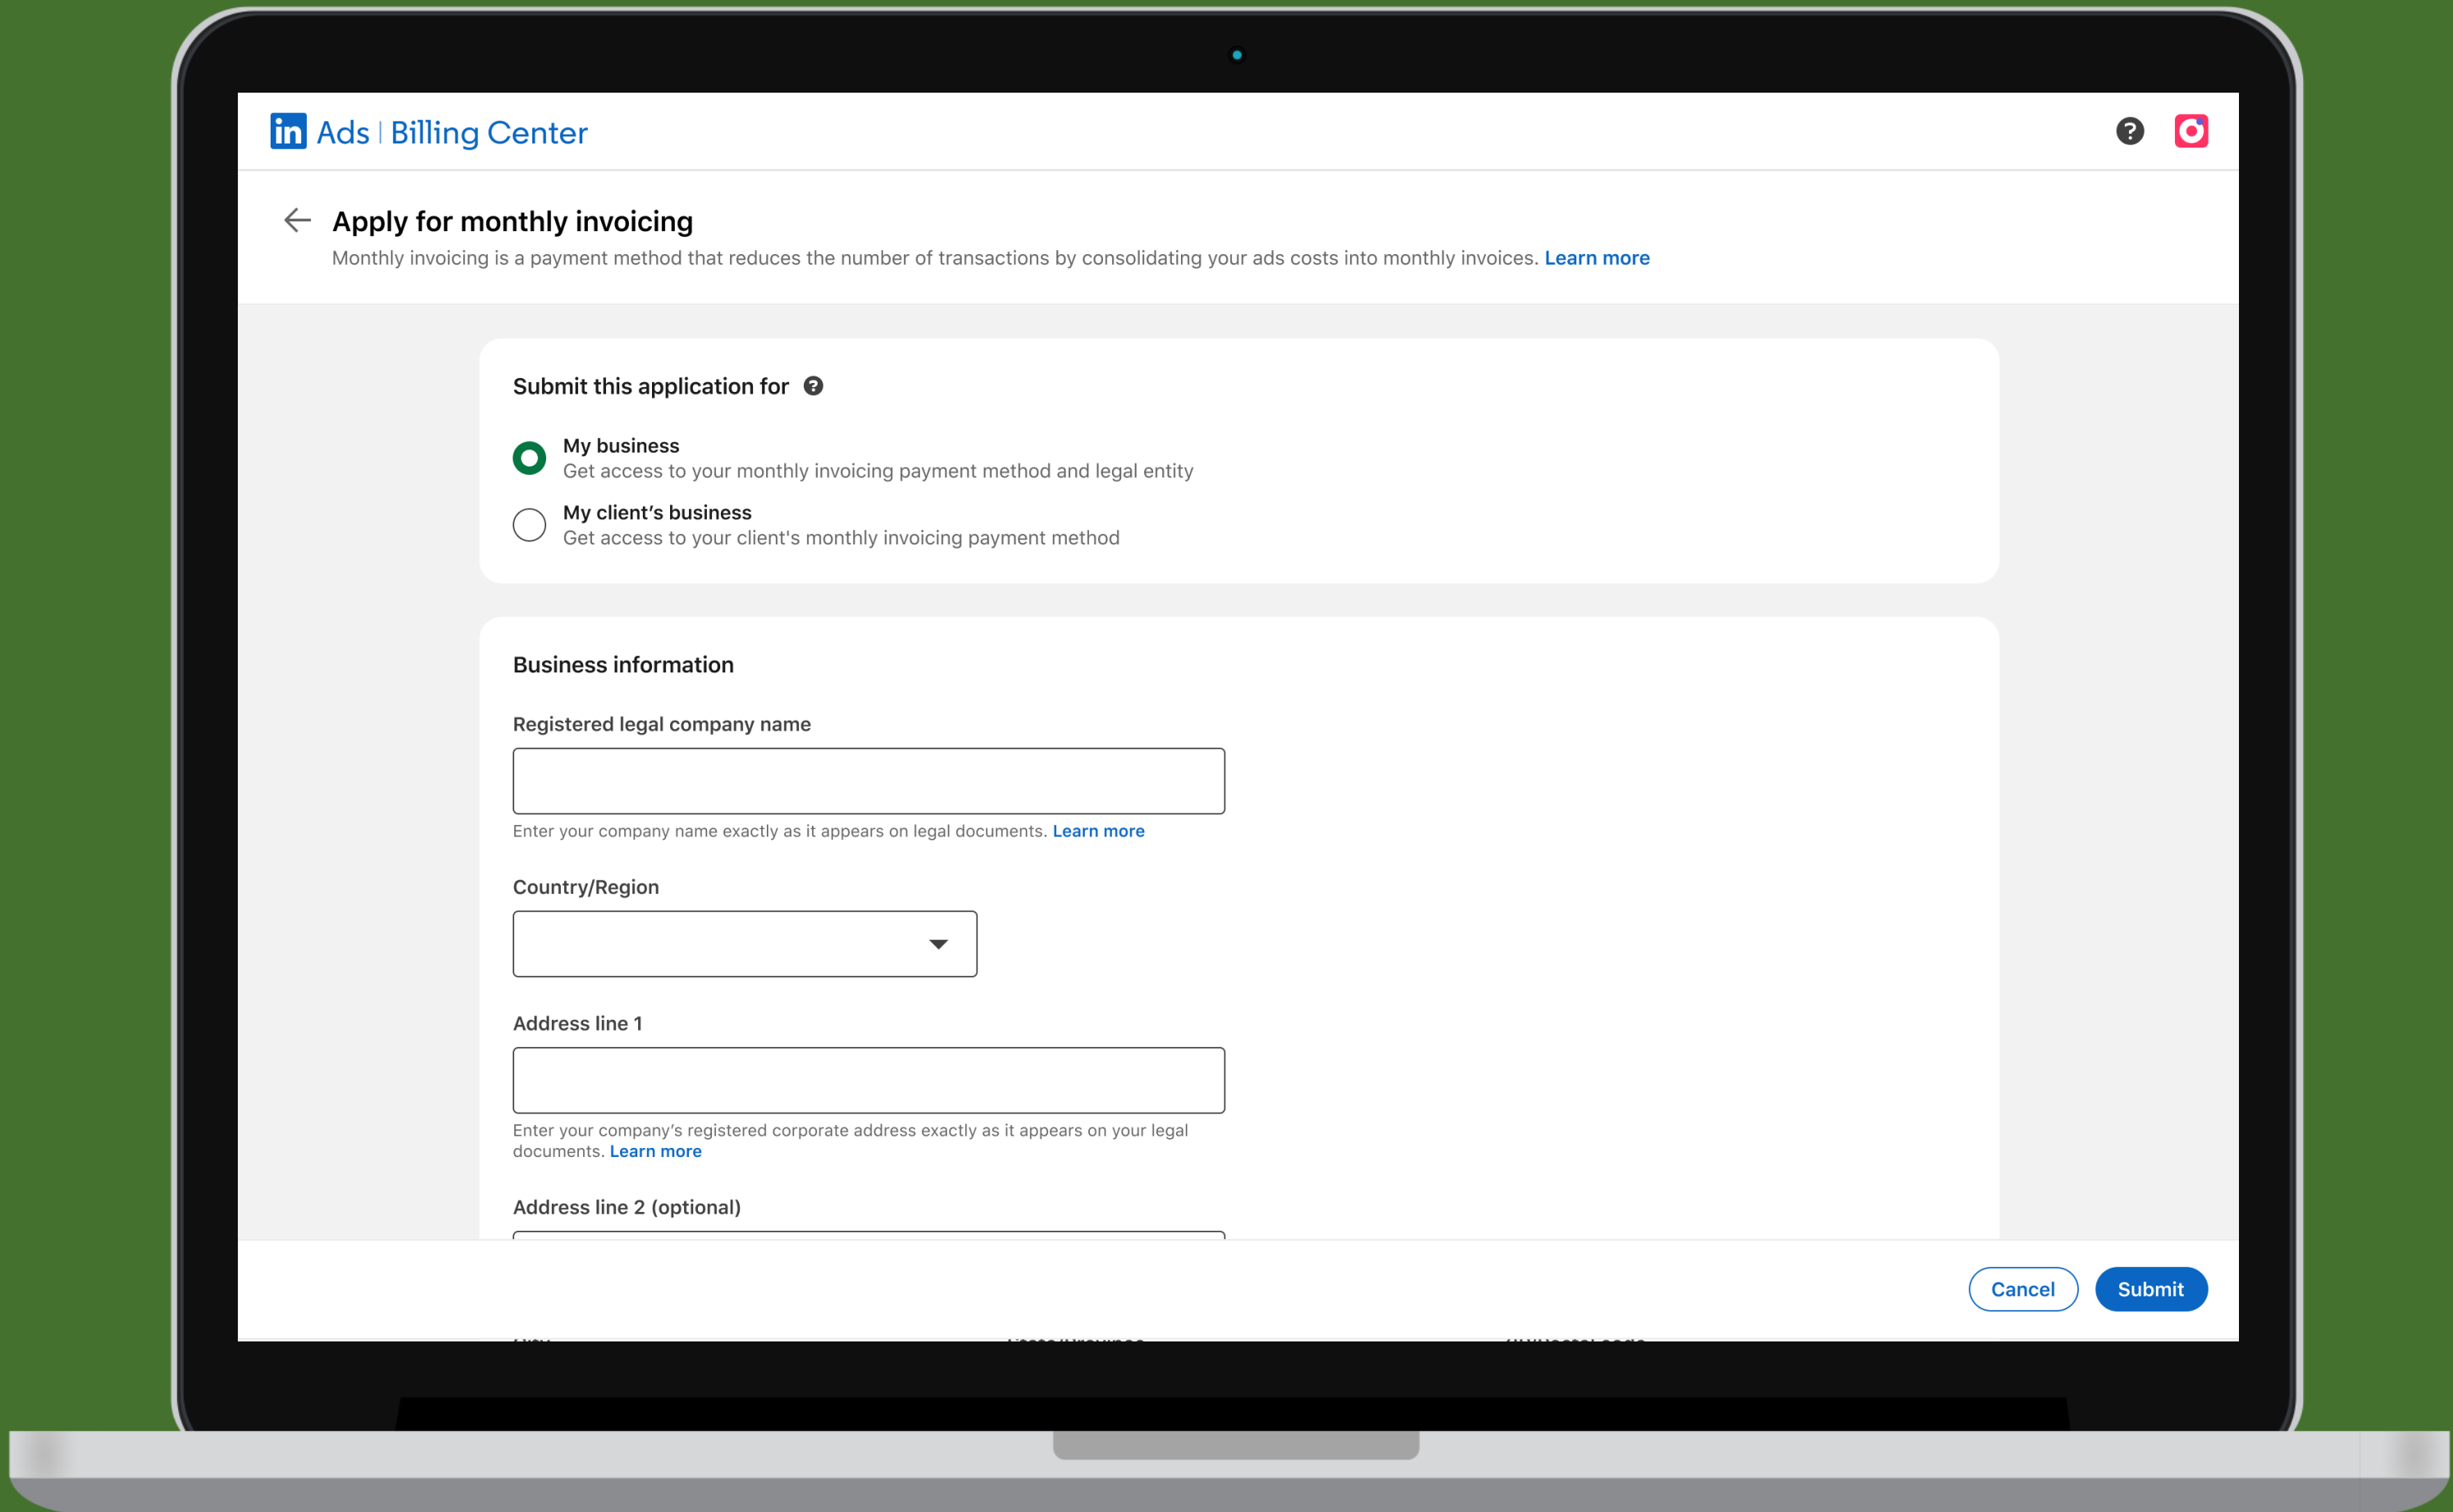 in Ads | Billing Center
Apply for monthly invoicing
Monthly invoicing is a payment method that reduces the number of transactions by consolidating your ads costs into monthly invoices. Learn more
Submit this application for
My business
Get access to your monthly invoicing payment method and legal entity
My client’s business
Get access to your client's monthly invoicing payment method
Business information
Registered legal company name
Enter your company name exactly as it appears on legal documents. Learn more
Country/Region
Address line 1
Enter your company’s registered corporate address exactly as it appears on your legal
documents. Learn more
Address line 2 (optional)
Cancel Submit